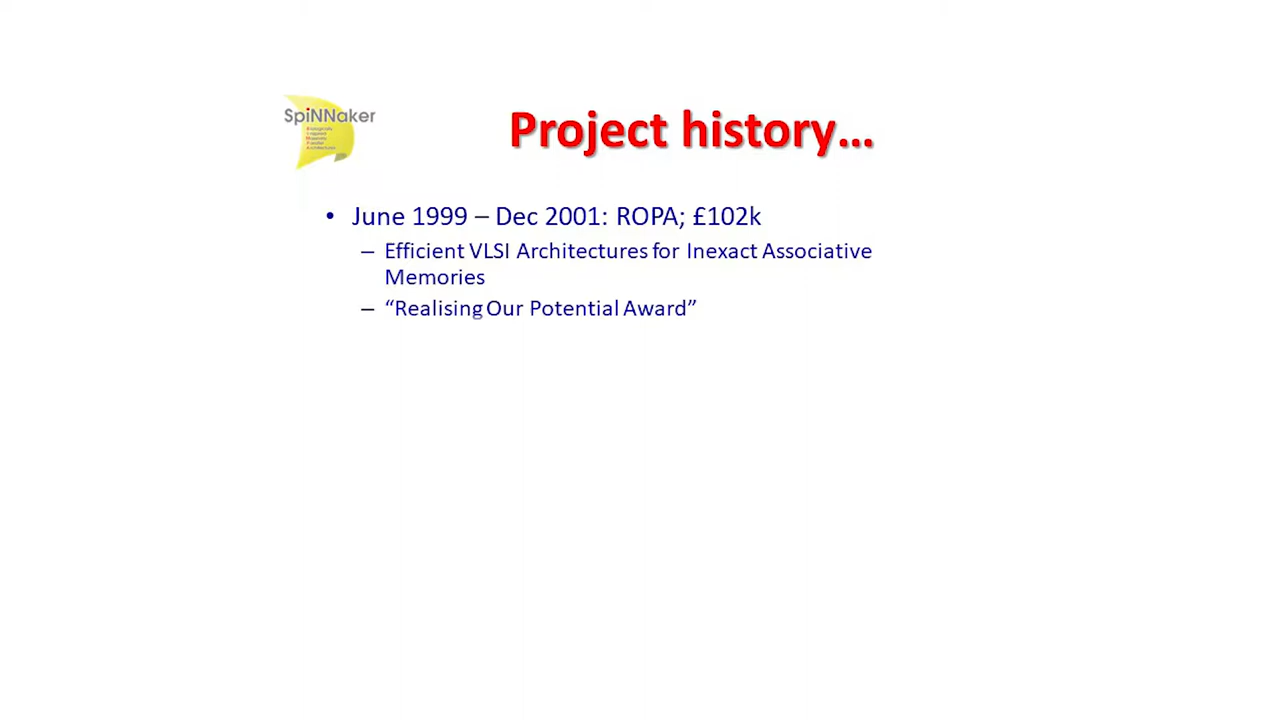 SpiNNaker
Project history...
• June 1999 – Dec 2001: ROPA; £102k
– Efficient VLSI Architectures for Inexact Associative
Memories
– “Realising Our Potential Award”